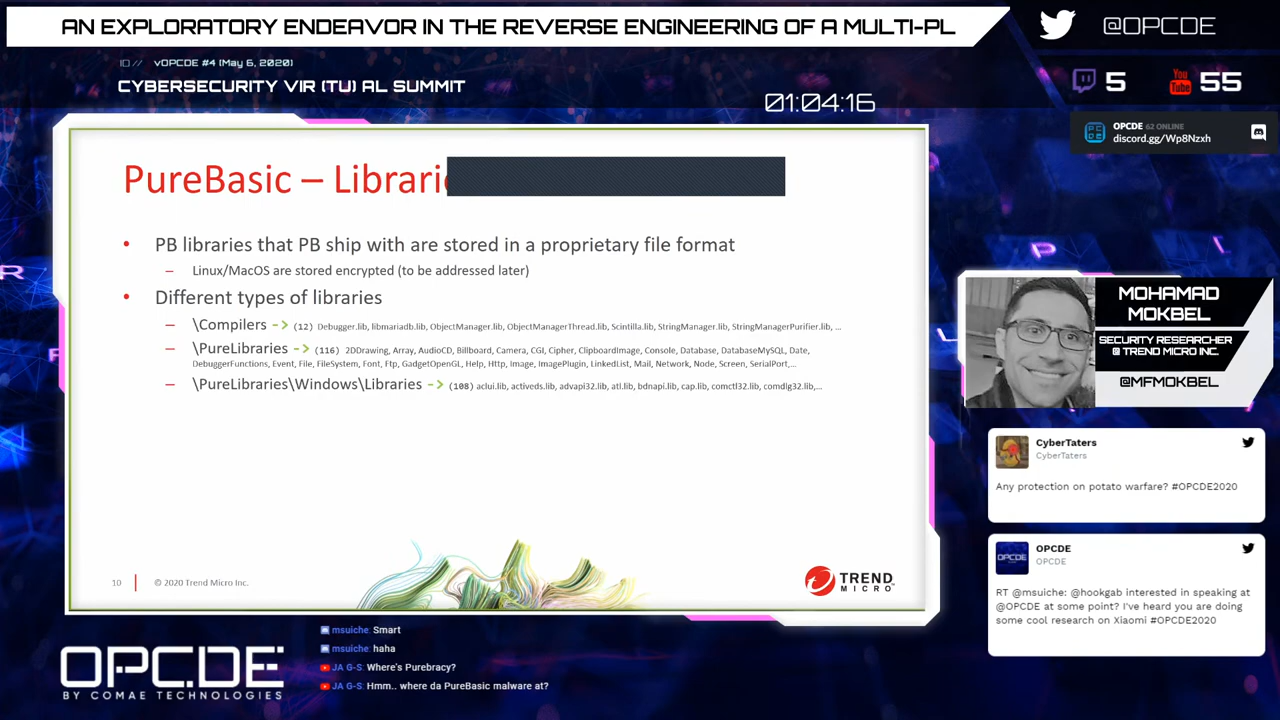 AN EXPLORATORY ENDEAVOR IN THE REVERSE ENGINEERING OF A MULTI-PL
@OPCDE
ID// vOPCDE #4 (May 6, 2020)
CYBERSECURITY VIR (TU) AL SUMMIT
01:04:16
5
You Tube 55
OPCDE 62 ONLINE
discord.gg/Wp8Nzxh
PureBasic – Librarie
• PB libraries that PB ship with are stored in a proprietary file format
– Linux/MacOS are stored encrypted (to be addressed later)
• Different types of libraries
– \Compilers -> (12) Debugger.lib, libmariadb.lib, ObjectManager.lib, ObjectManagerThread.lib, Scintilla.lib, StringManager.lib, StringManagerPurifier.lib, ...
– \PureLibraries -> (116) 2DDrawing, Array, AudioCD, Billboard, Camera, CGI, Cipher, ClipboardImage, Console, Database, DatabaseMySQL, Date,
DebuggerFunctions, Event, File, FileSystem, Font, Ftp, GadgetOpenGL, Help, Http, Image, ImagePlugin, LinkedList, Mail, Network, Node, Screen, SerialPort,...
– \PureLibraries\Windows\Libraries -> (108) aclui.lib, activeds.lib, advapi32.lib, atl.lib, bdnapi.lib, cap.lib, comctl32.lib, comdlg32.lib,...
10
© 2020 Trend Micro Inc.
TREND
MICRO
MOHAMAD
MOKBEL
SECURITY RESEARCHER
@ TREND MICRO INC.
@MFMOKBEL
CyberTaters
CyberTaters
Any protection on potato warfare? #OPCDE2020
OPCDE
OPCDE
RT @msuiche: @hookgab interested in speaking at
@OPCDE at some point? I've heard you are doing
some cool research on Xiaomi #OPCDE2020
OPCDE
BY COMAE TECHNOLOGIES
msuiche: Smart
msuiche: haha
JA G-S: Where's Purebracy?
JA G-S: Hmm.. where da PureBasic malware at?